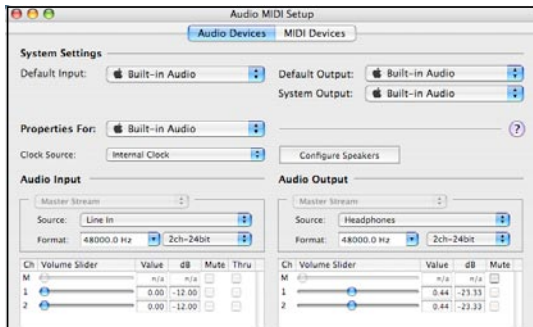 Audio MIDI Setup
Audio Devices MIDI Devices
System Settings
Default Input: Built-in Audio Default Output: Built-in Audio
System Output: Built-in Audio
Properties For: Built-in Audio ?
Clock Source: Internal Clock Configure Speakers
Audio Input Audio Output
Master Stream Master Stream
Source: Line In Source: Headphones
Format: 48000.0 Hz 2ch-24bit Format: 48000.0 Hz 2ch-24bit
Ch Volume Slider Value dB Mute Thru Ch Volume Slider Value dB Mute
M n/a n/a M n/a n/a
1 0.00 -12.00 1 0.44 -23.33
2 0.00 -12.00 2 0.44 -23.33